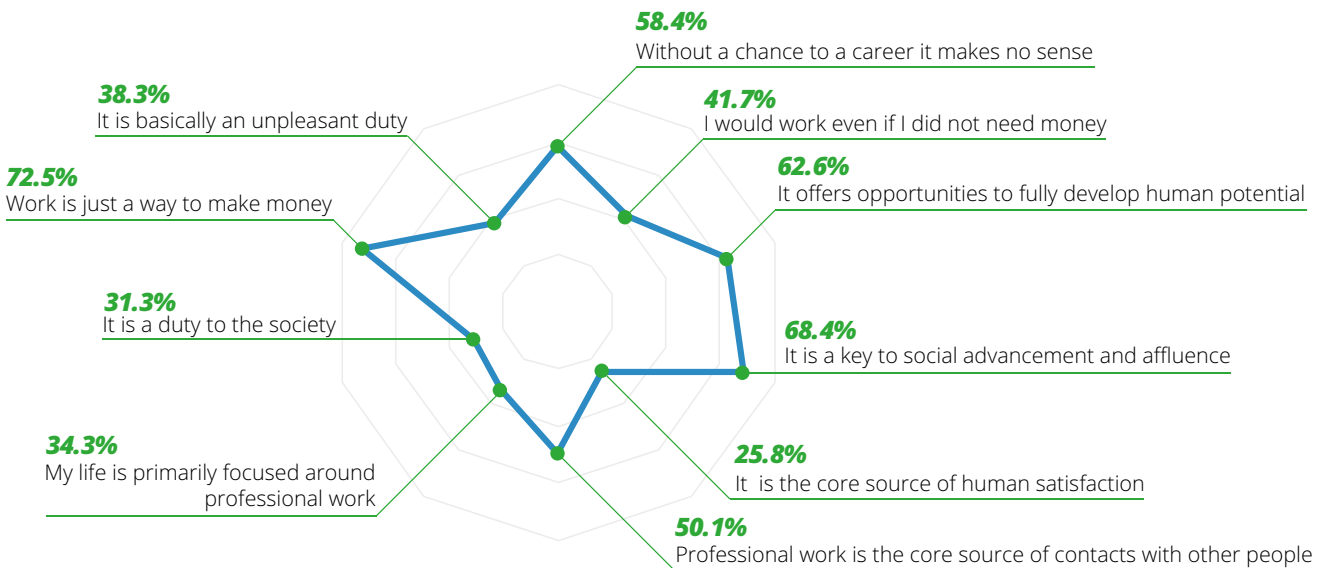 58.4%
Without a chance to a career it makes no sense
41.7%
I would work even if I did not need money
62.6%
It offers opportunities to fully develop human potential
68.4%
It is a key to social advancement and affluence
25.8%
It  is the core source of human satisfaction
50.1%
Professional work is the core source of contacts with other people
34.3%
My life is primarily focused around
professional work
31.3%
It is a duty to the society
72.5%
Work is just a way to make money
38.3%
It is basically an unpleasant duty